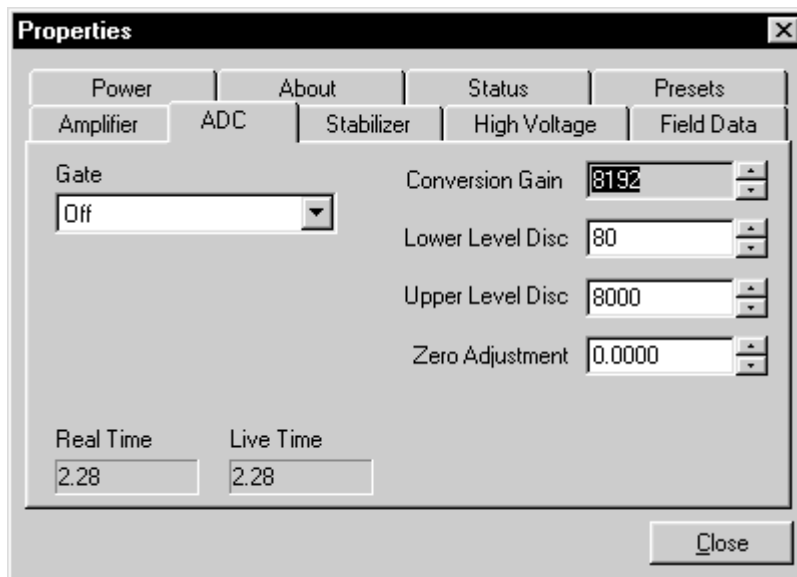 Properties
Power About Status Presets
Amplifier ADC Stabilizer High Voltage Field Data
Gate
Off
Conversion Gain 8192
Lower Level Disc 80
Upper Level Disc 8000
Zero Adjustment 0.0000
Real Time Live Time
2.28 2.28
Close